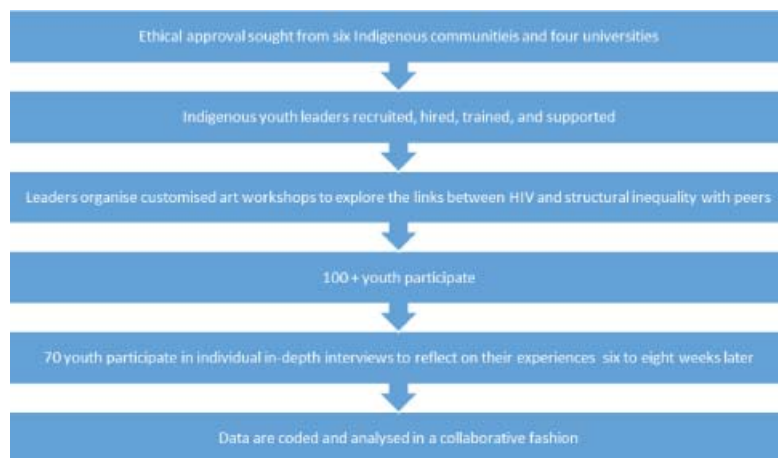 Ethical approval sought from six Indigenous communitieis and four universities
Indigenous youth leaders recruited, hired, trained, and supported
Leaders organise customised art workshops to explore the links between HIV and structural inequality with peers
100 + youth participate
70 youth participate in individual in-depth interviews to reflect on their experiences six to eight weeks later
Data are coded and analysed in a collaborative fashion